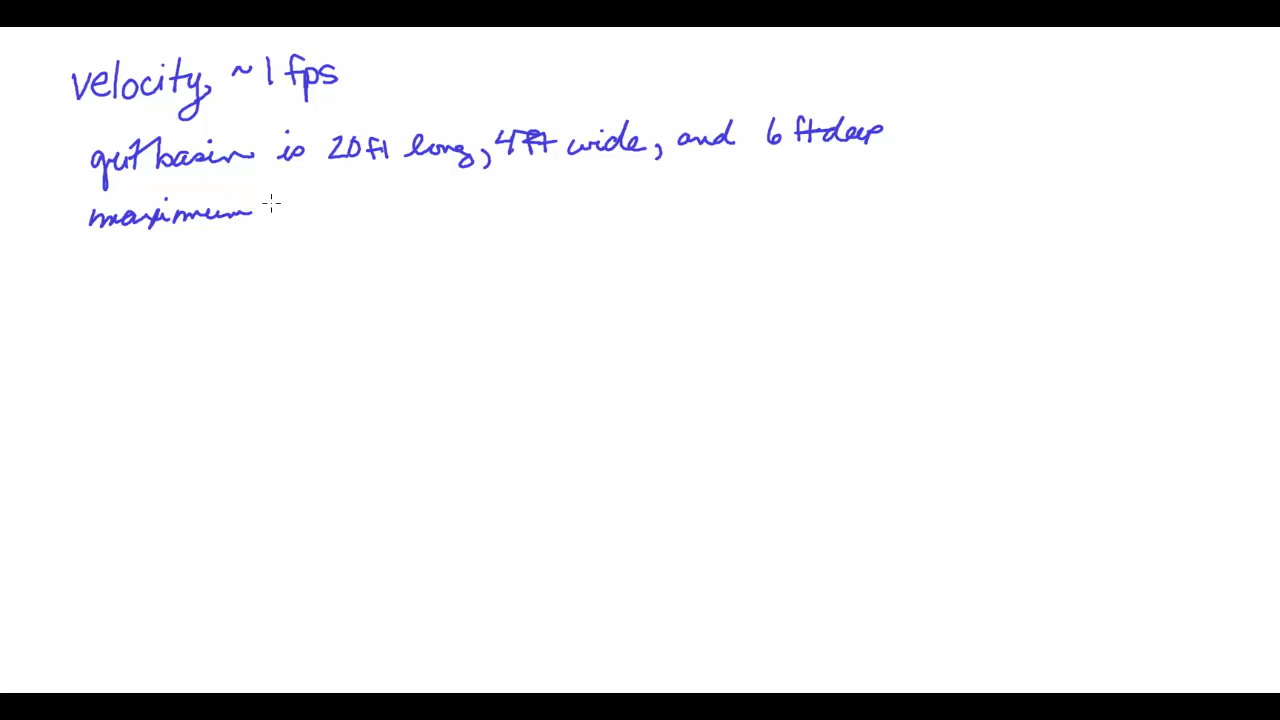 velocity, ~ 1 fps
grit basin is 20 ft long, 4 ft wide, and 6 ft deep
maximum